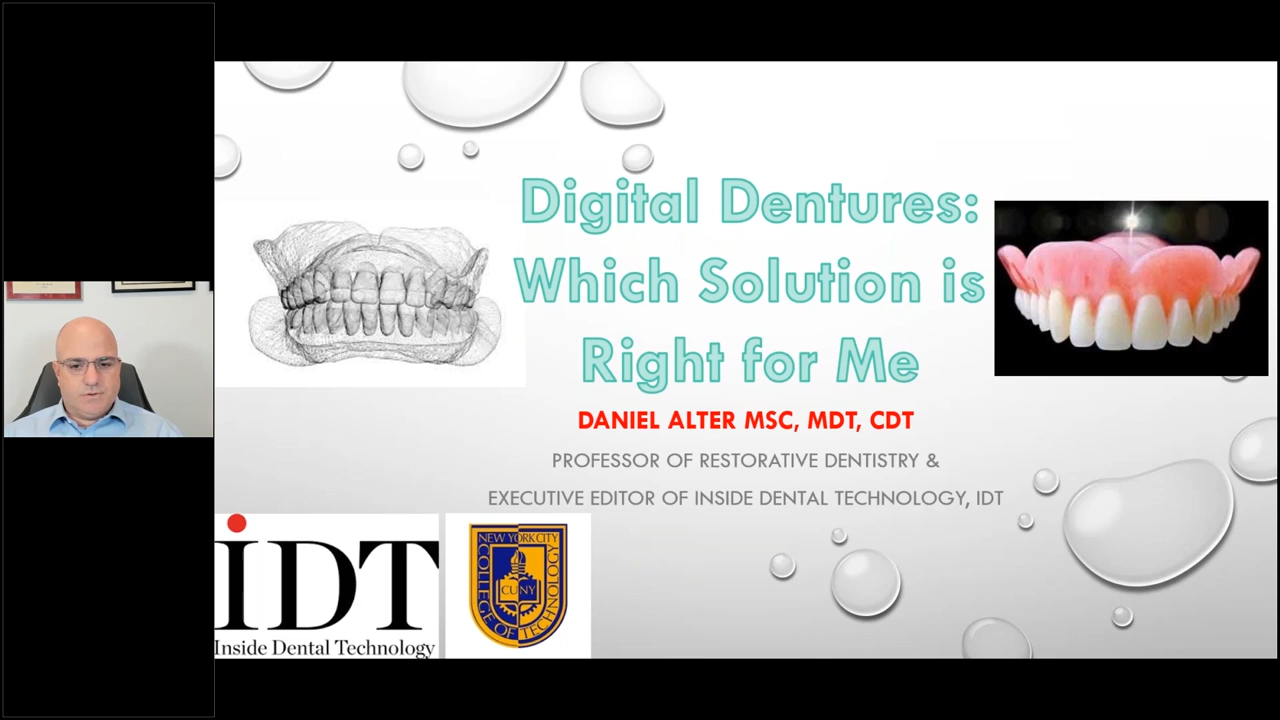 Digital Dentures:
Which Solution is
Right for Me
DANIEL ALTER MSC, MDT, CDT
PROFESSOR OF RESTORATIVE DENTISTRY &
EXECUTIVE EDITOR OF INSIDE DENTAL TECHNOLOGY, IDT
iDT
Inside Dental Technology
NEW YORK CITY
COLLEGE OF TECHNOLOGY
CUNY